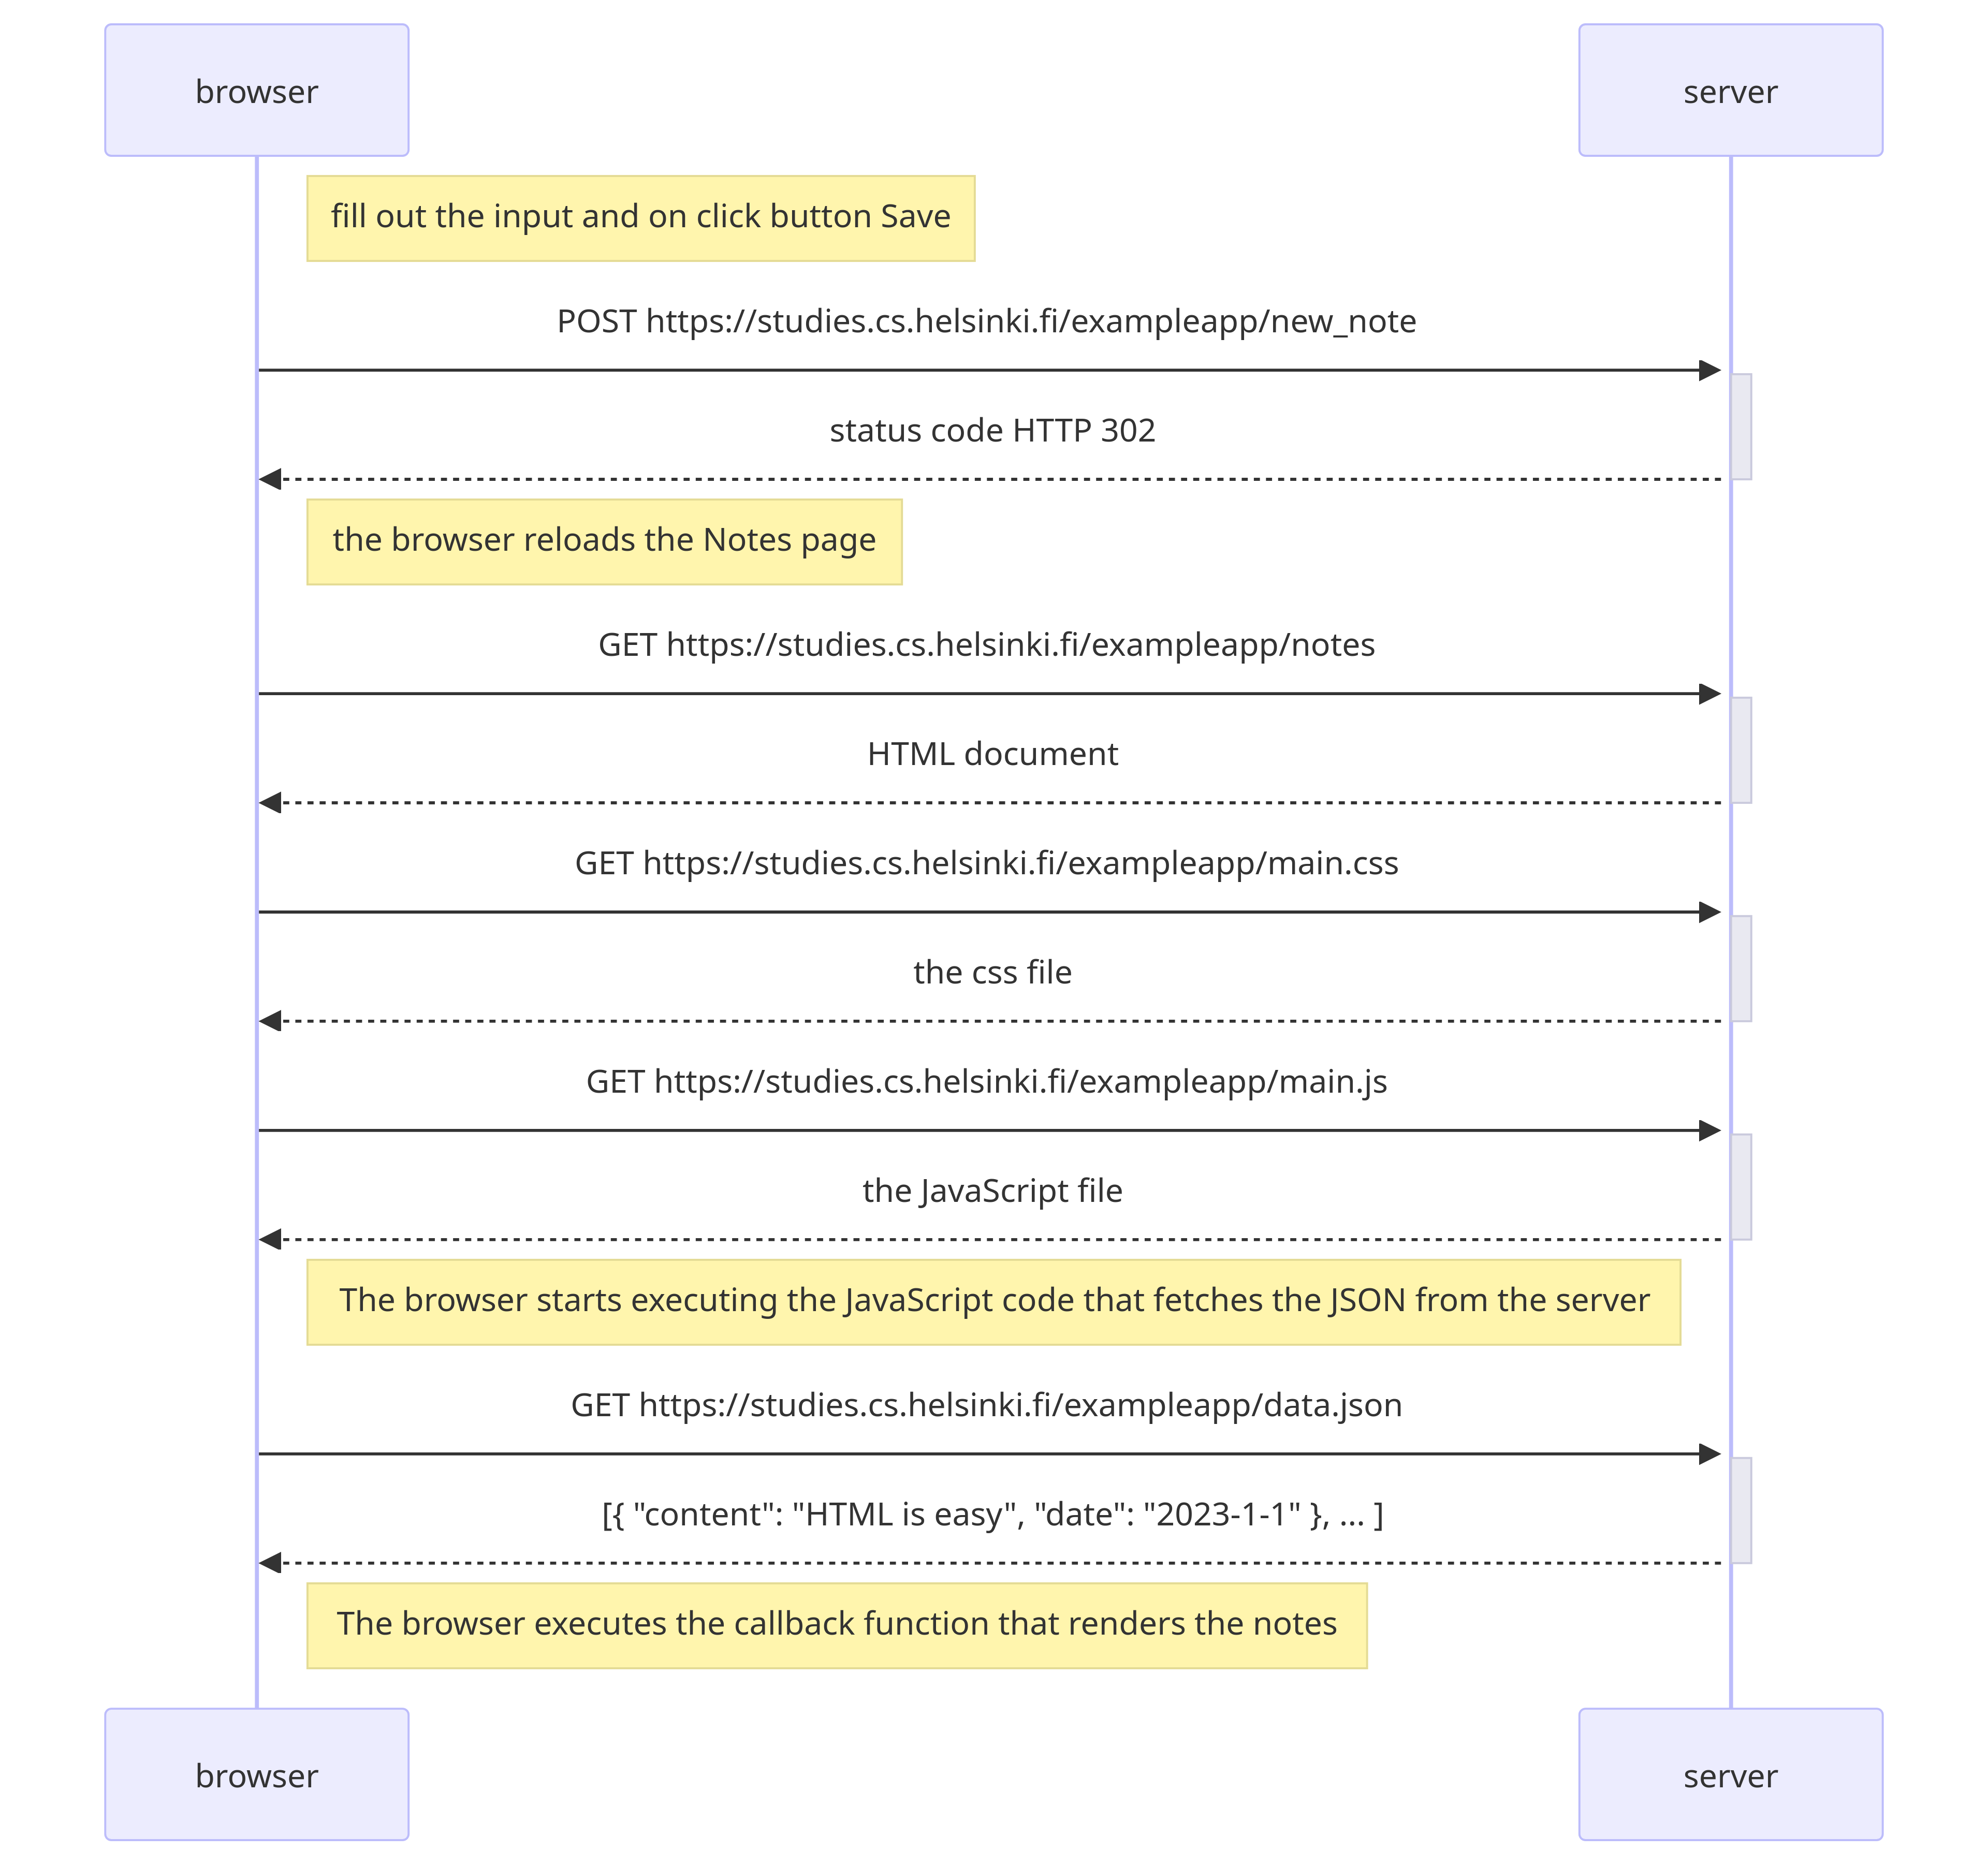 browser
server
fill out the input and on click button Save
POST https://studies.cs.helsinki.fi/exampleapp/new_note
status code HTTP 302
the browser reloads the Notes page
GET https://studies.cs.helsinki.fi/exampleapp/notes
HTML document
GET https://studies.cs.helsinki.fi/exampleapp/main.css
the css file
GET https://studies.cs.helsinki.fi/exampleapp/main.js
the JavaScript file
The browser starts executing the JavaScript code that fetches the JSON from the server
GET https://studies.cs.helsinki.fi/exampleapp/data.json
[{ "content": "HTML is easy", "date": "2023-1-1" }, ... ]
The browser executes the callback function that renders the notes
browser
server